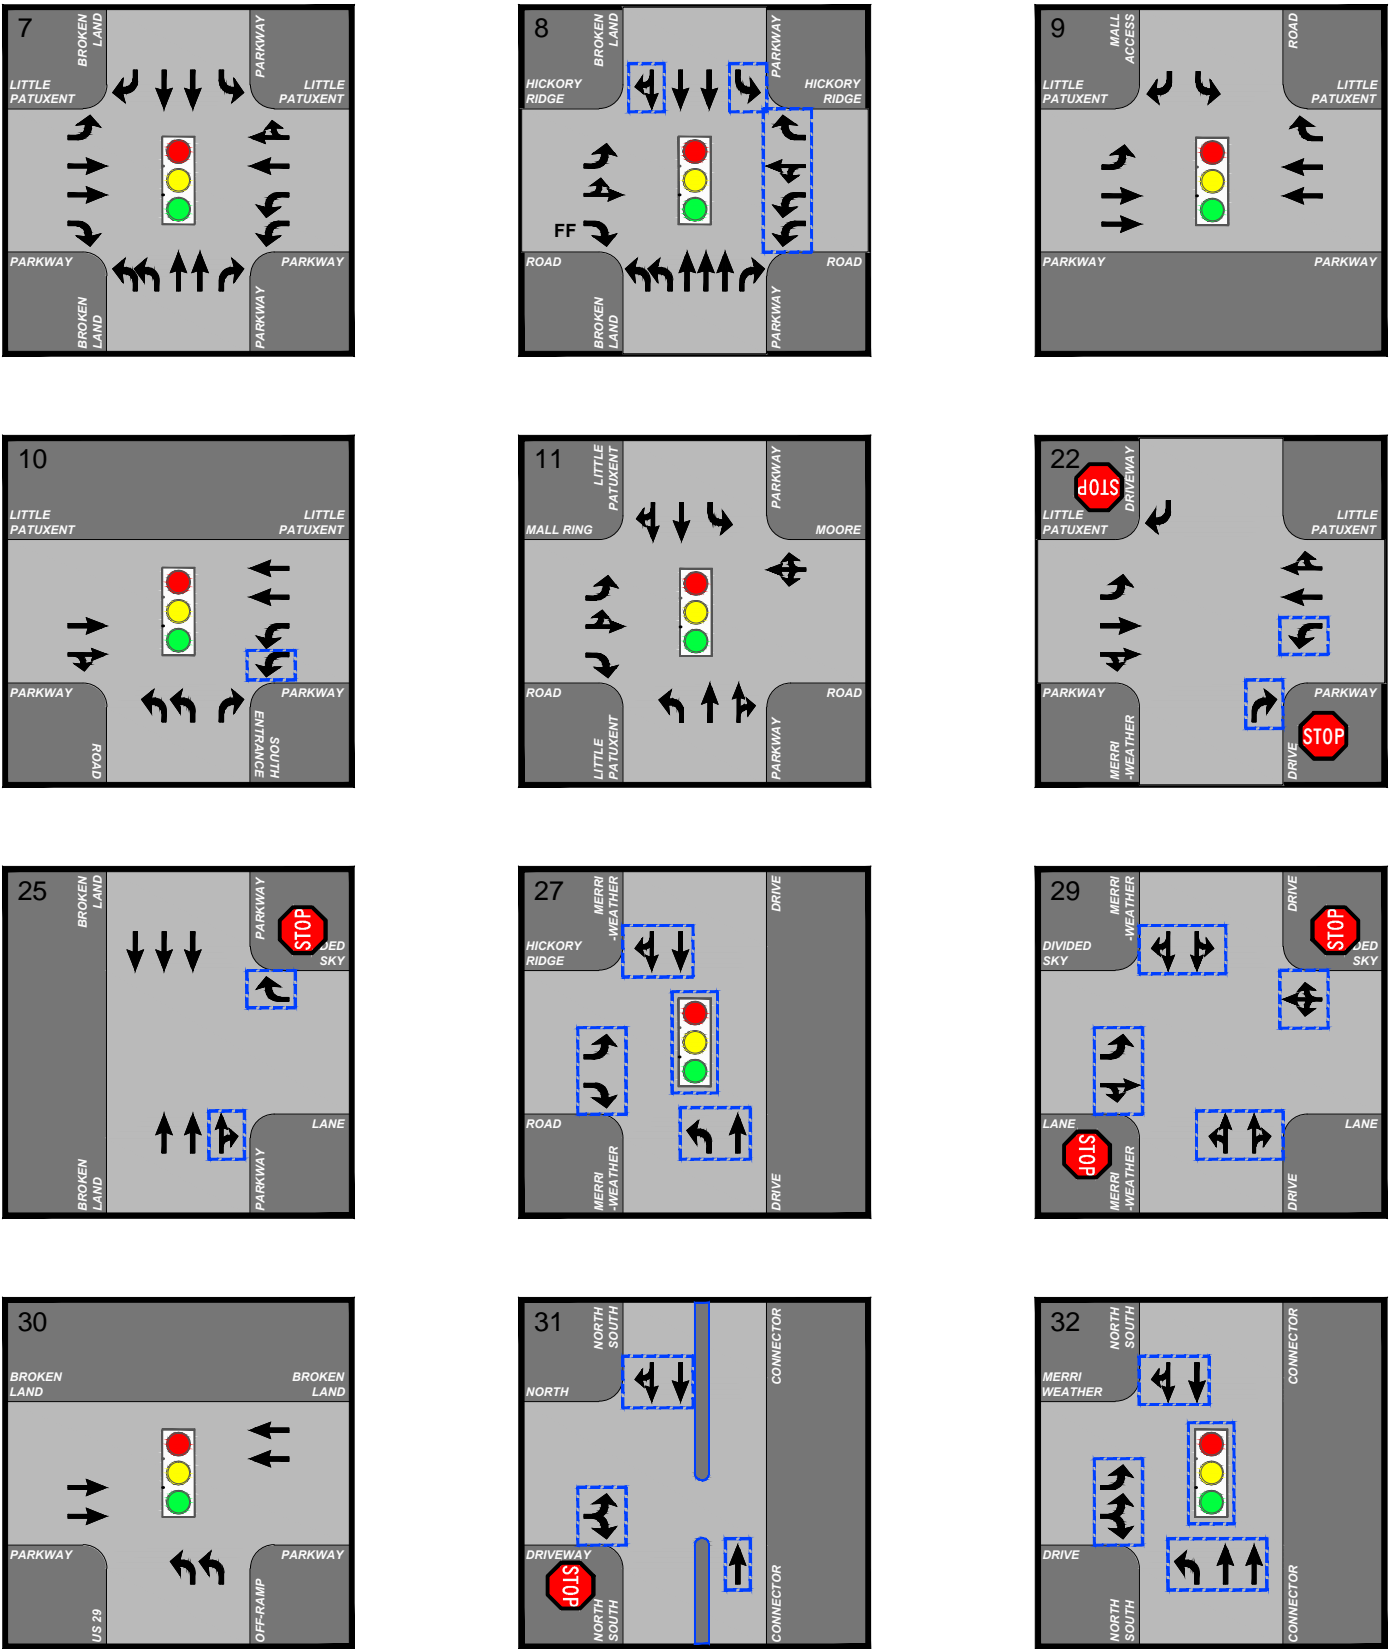 7
BROKEN
LAND
PARKWAY
LITTLE
PATUXENT
LITTLE
PATUXENT
PARKWAY
PARKWAY
BROKEN
LAND
PARKWAY
8
BROKEN
LAND
PARKWAY
HICKORY
RIDGE
HICKORY
RIDGE
FF
ROAD
ROAD
BROKEN
LAND
PARKWAY
9
MALL
ACCESS
ROAD
LITTLE
PATUXENT
LITTLE
PATUXENT
PARKWAY
PARKWAY
10
LITTLE
PATUXENT
LITTLE
PATUXENT
PARKWAY
PARKWAY
ROAD
SOUTH
ENTRANCE
11
LITTLE
PATUXENT
PARKWAY
MALL RING
MOORE
ROAD
ROAD
LITTLE
PATUXENT
PARKWAY
22
STOP
DRIVEWAY
LITTLE
PATUXENT
LITTLE
PATUXENT
PARKWAY
PARKWAY
MERRI
-WEATHER
DRIVE
STOP
25
BROKEN
LAND
PARKWAY
STOP
DED
SKY
LANE
BROKEN
LAND
PARKWAY
27
MERRI
-WEATHER
DRIVE
HICKORY
RIDGE
ROAD
MERRI
-WEATHER
DRIVE
29
MERRI
-WEATHER
DRIVE
STOP
DIVIDED
SKY
DED
SKY
LANE
LANE
STOP
MERRI
-WEATHER
DRIVE
30
BROKEN
LAND
BROKEN
LAND
PARKWAY
PARKWAY
US 29
OFF-RAMP
31
NORTH
SOUTH
CONNECTOR
NORTH
DRIVEWAY
STOP
NORTH
SOUTH
CONNECTOR
32
NORTH
SOUTH
CONNECTOR
MERRI
WEATHER
DRIVE
NORTH
SOUTH
CONNECTOR